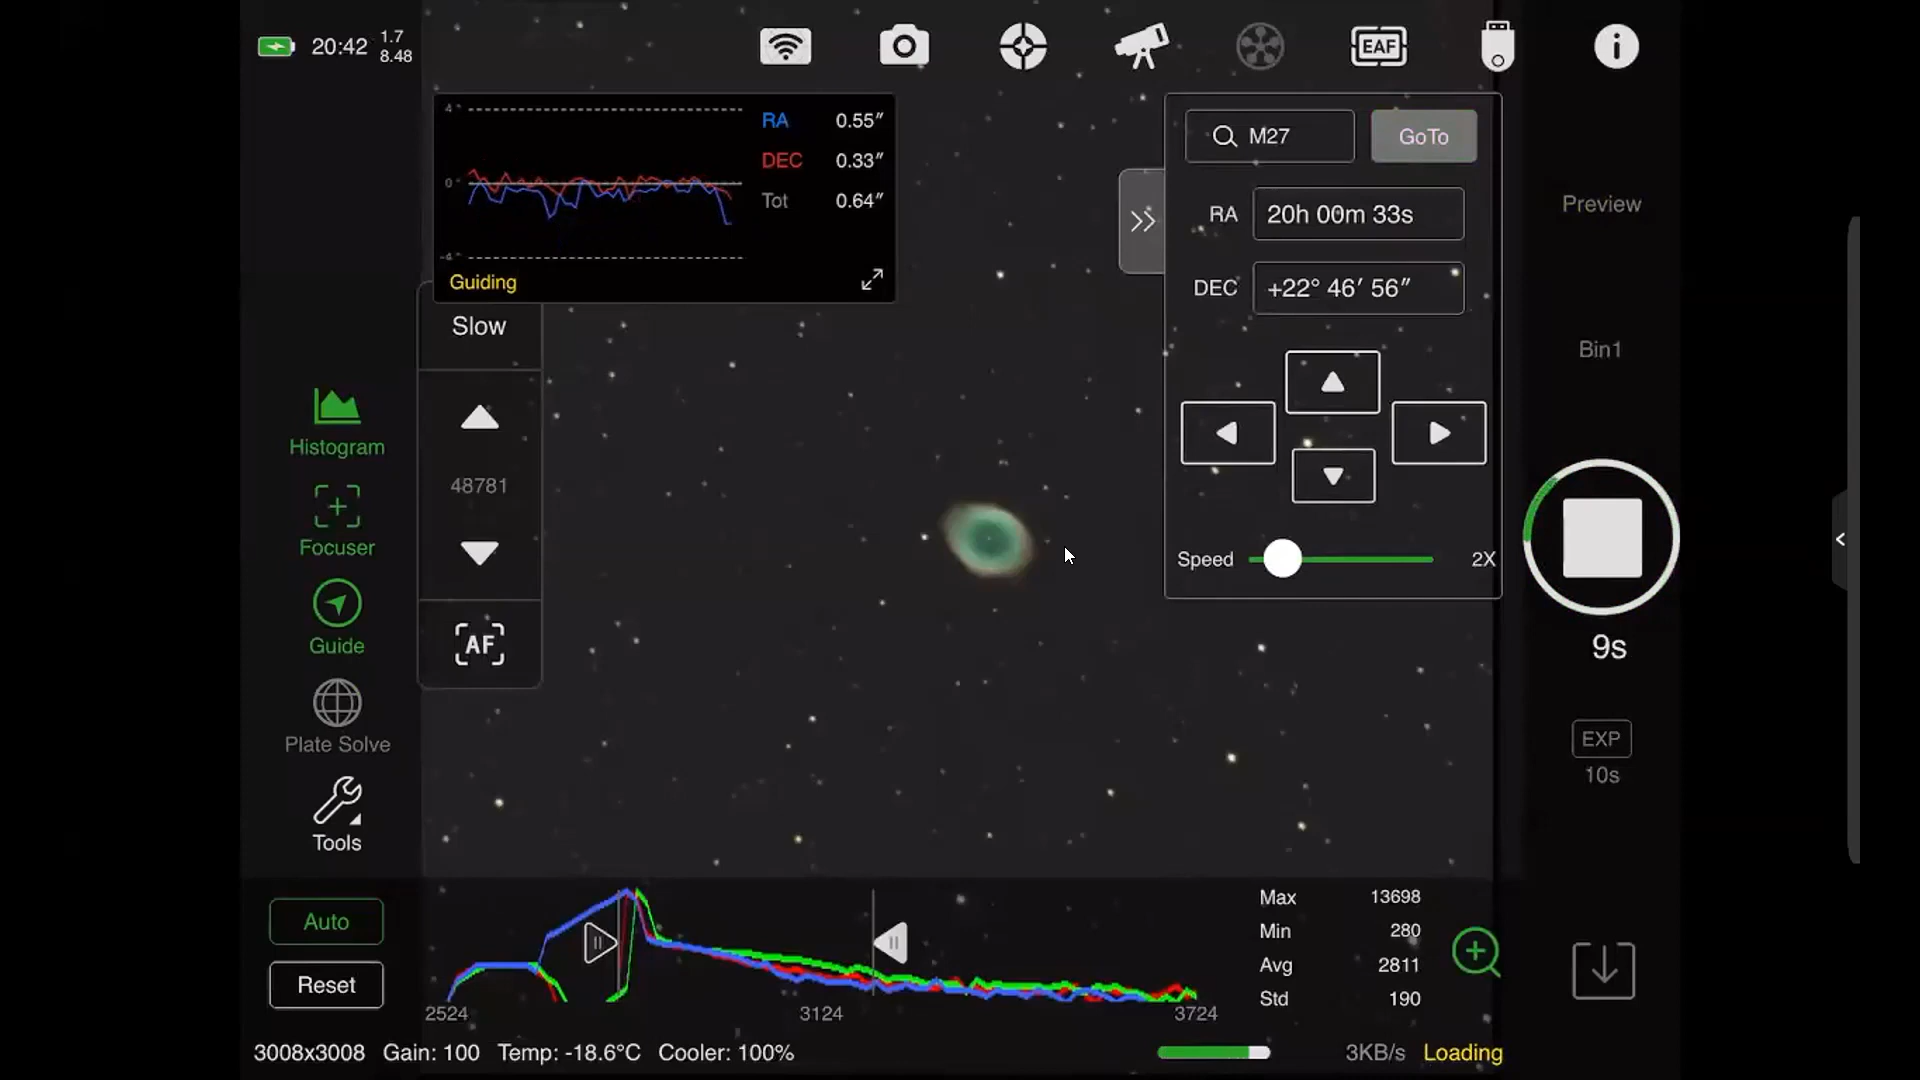 20:42 1.7
8.48
EAF
4"
0"
-4"
RA 0.55″
DEC 0.33″
Tot 0.64″
Guiding
M27 GoTo
RA 20h 00m 33s
DEC +22° 46′ 56″
Speed 2X
Slow
48781
AF
Histogram
Focuser
Guide
Plate Solve
Tools
Preview
Bin1
9s
EXP
10s
Auto
Reset
2524 3124 3724
Max 13698
Min 280
Avg 2811
Std 190
3008x3008 Gain: 100 Temp: -18.6°C Cooler: 100% 3KB/s Loading